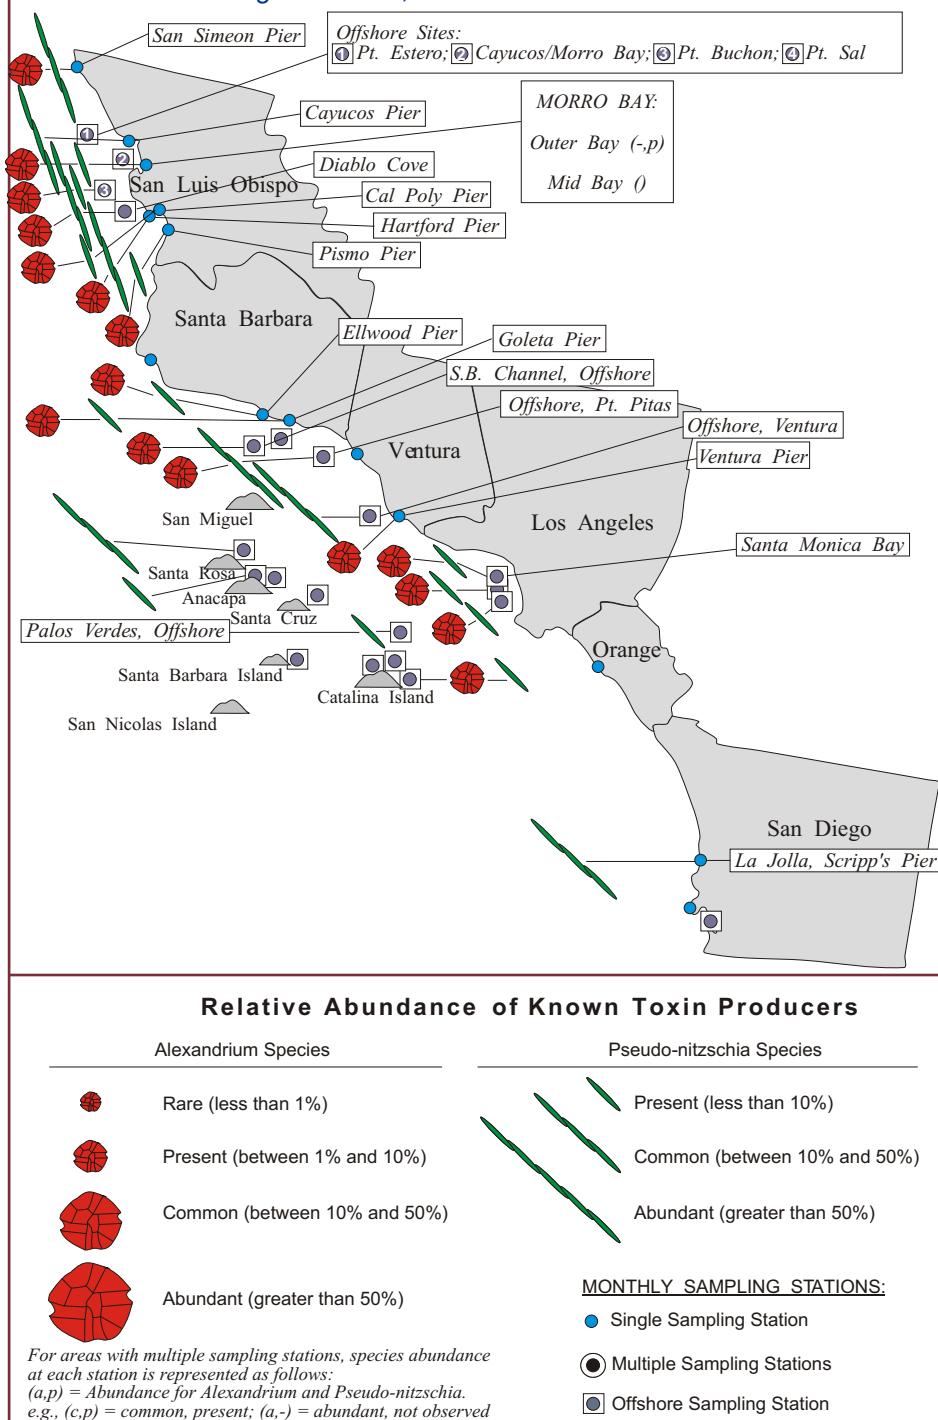 San Simeon Pier
Offshore Sites:
1 Pt. Estero; 2 Cayucos/Morro Bay; 3 Pt. Buchon; 4 Pt. Sal
MORRO BAY:
Outer Bay (-,p)
Mid Bay ()
Cayucos Pier
1
2
Diablo Cove
3
San Luis Obispo
Cal Poly Pier
Hartford Pier
Pismo Pier
Santa Barbara
Ellwood Pier
Goleta Pier
S.B. Channel, Offshore
Offshore, Pt. Pitas
Offshore, Ventura
Ventura
Ventura Pier
San Miguel
Los Angeles
Santa Monica Bay
Santa Rosa
Anacapa
Santa Cruz
Palos Verdes, Offshore
Orange
Santa Barbara Island
Catalina Island
San Nicolas Island
San Diego
La Jolla, Scripp's Pier
Relative Abundance of Known Toxin Producers
Alexandrium Species
Pseudo-nitzschia Species
Rare (less than 1%)
Present (less than 10%)
Present (between 1% and 10%)
Common (between 10% and 50%)
Common (between 10% and 50%)
Abundant (greater than 50%)
Abundant (greater than 50%)
MONTHLY SAMPLING STATIONS:
Single Sampling Station
Multiple Sampling Stations
Offshore Sampling Station
For areas with multiple sampling stations, species abundance
at each station is represented as follows:
(a,p) = Abundance for Alexandrium and Pseudo-nitzschia.
e.g., (c,p) = common, present; (a,-) = abundant, not observed